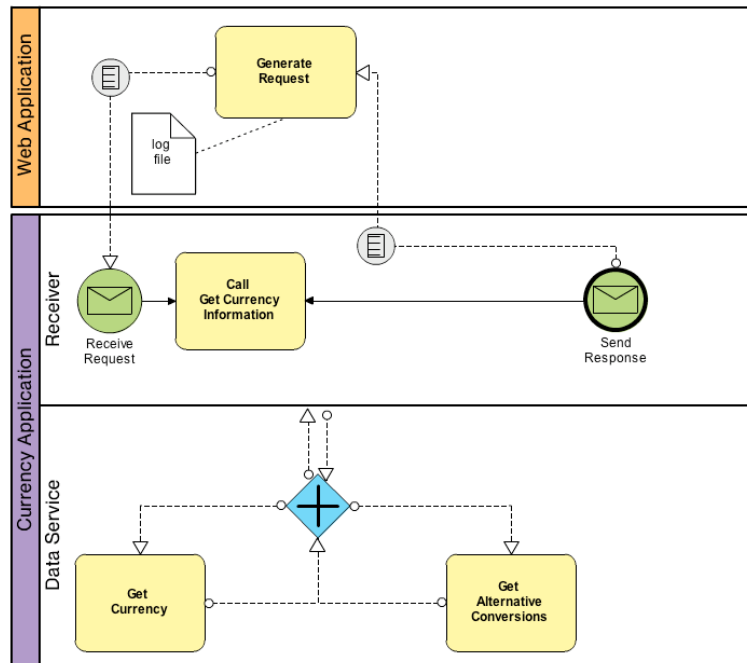 Web Application
Generate
Request
log
file
Currency Application
Receiver
Receive
Request
Call
Get Currency
Information
Send
Response
Data Service
Get
Currency
Get
Alternative
Conversions